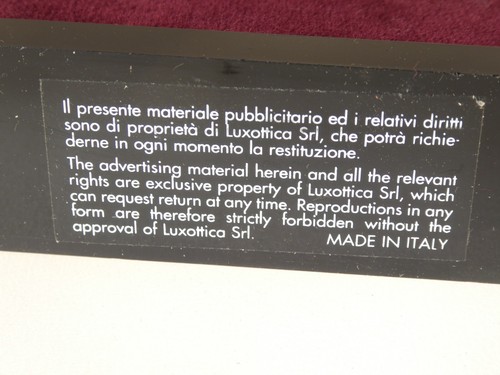 Il presente materiale pubblicitario ed i relativi diritti
sono di proprietà di Luxottica Srl, che potrà richie-
derne in ogni momento la restituzione.
The advertising material herein and all the relevant
rights are exclusive property of Luxottica Srl, which
can request return at any time. Reproductions in any
form are therefore strictly forbidden without the
approval of Luxottica Srl. MADE IN ITALY